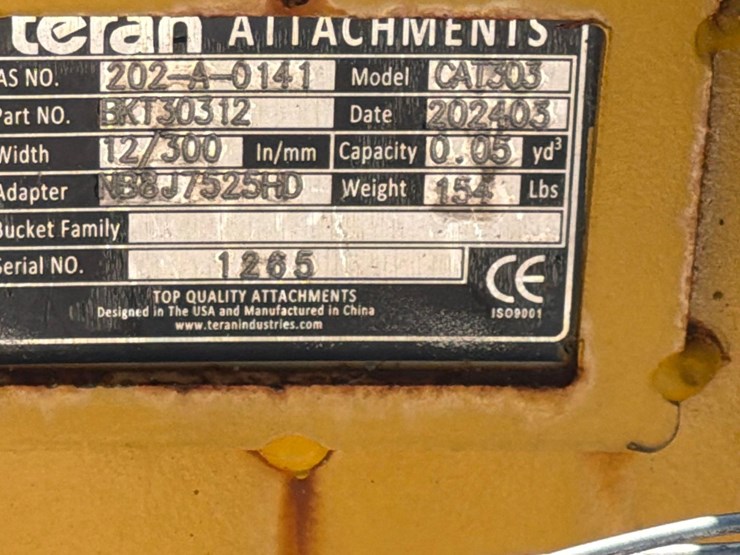 teran ATTACHMENTS
AS NO. 202-A-0141 Model CAT303
Part NO. BKT30312 Date 202403
Width 12/300 In/mm Capacity 0.05 yd³
Adapter NB8J7525HD Weight 154 Lbs
Bucket Family
Serial NO. 1265
CE
TOP QUALITY ATTACHMENTS
Designed in The USA and Manufactured in China
www.teranindustries.com
ISO9001